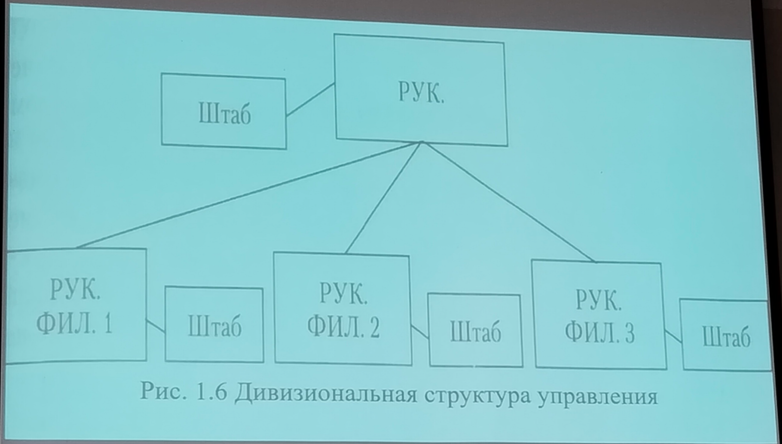 Штаб
РУК.
РУК.
ФИЛ. 1
Штаб
РУК.
ФИЛ. 2
Штаб
РУК.
ФИЛ. 3
Штаб
Рис. 1.6 Дивизиональная структура управления